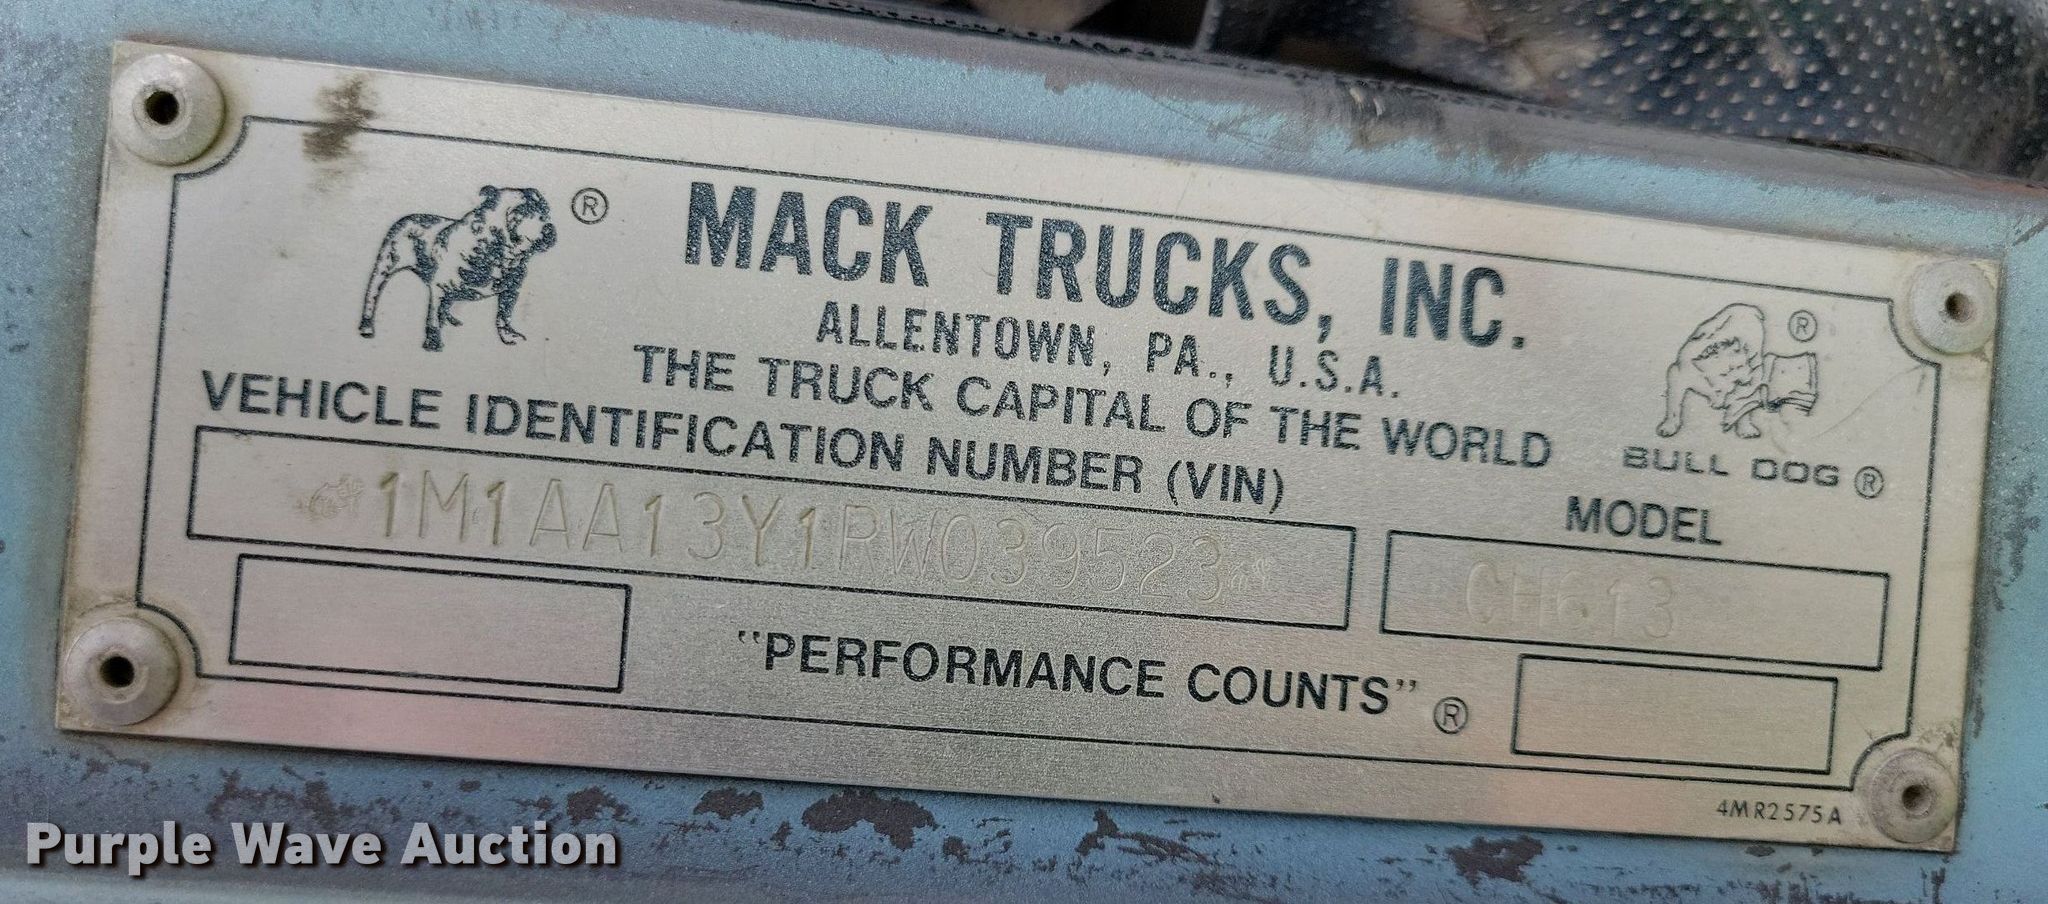 ®
MACK TRUCKS, INC.
ALLENTOWN, PA., U.S.A.
THE TRUCK CAPITAL OF THE WORLD
®
BULL DOG ®
VEHICLE IDENTIFICATION NUMBER (VIN)
1M1AA13Y1RW039523
MODEL
CH613
"PERFORMANCE COUNTS" ®
4MR2575A
Purple Wave Auction